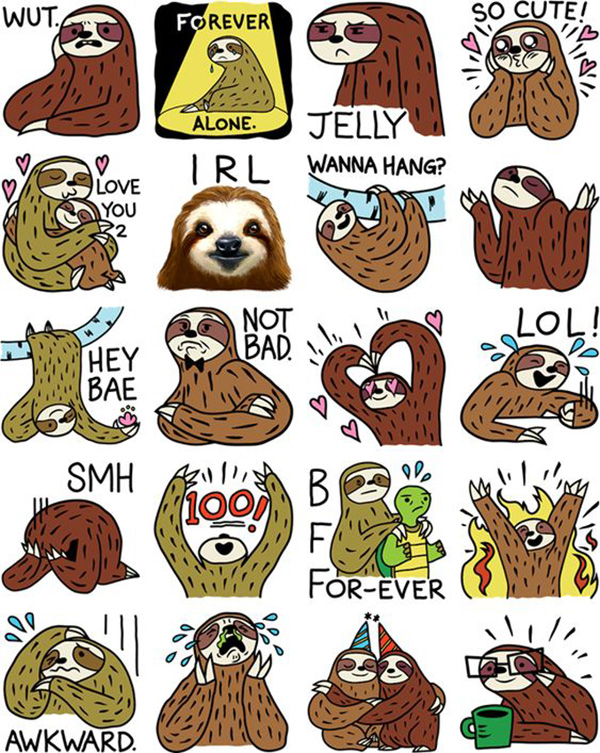 WUT.
FOREVER
ALONE.
JELLY
SO CUTE!
LOVE
YOU
2
IRL
WANNA HANG?
HEY
BAE
NOT
BAD.
LOL!
SMH
100!
B
F
FOR-EVER
AWKWARD.